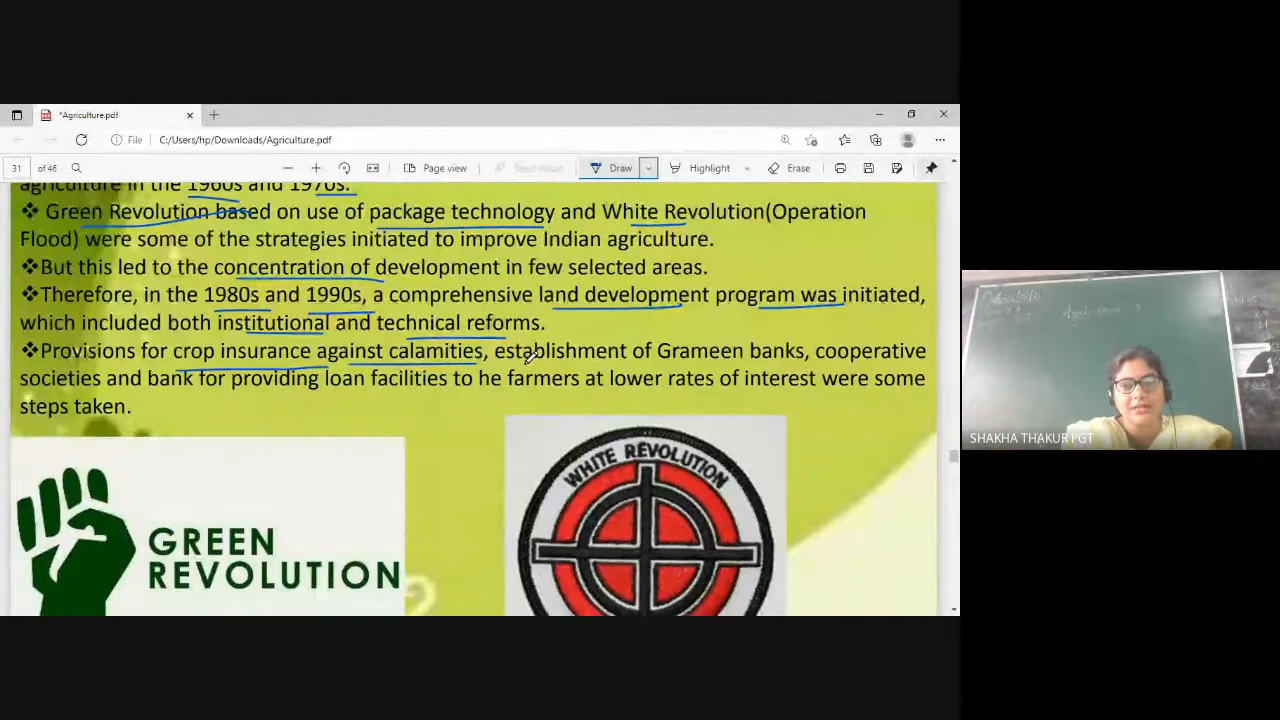 *Agriculture.pdf
File
C:/Users/hp/Downloads/Agriculture.pdf
31 of 46
Page view
Read aloud
Draw
Highlight
Erase
agriculture in the 1960s and 1970s.
❖ Green Revolution based on use of package technology and White Revolution(Operation
Flood) were some of the strategies initiated to improve Indian agriculture.
❖But this led to the concentration of development in few selected areas.
❖Therefore, in the 1980s and 1990s, a comprehensive land development program was initiated,
which included both institutional and technical reforms.
❖Provisions for crop insurance against calamities, establishment of Grameen banks, cooperative
societies and bank for providing loan facilities to he farmers at lower rates of interest were some
steps taken.
GREEN
REVOLUTION
WHITE REVOLUTION
SHAKHA THAKUR PGT